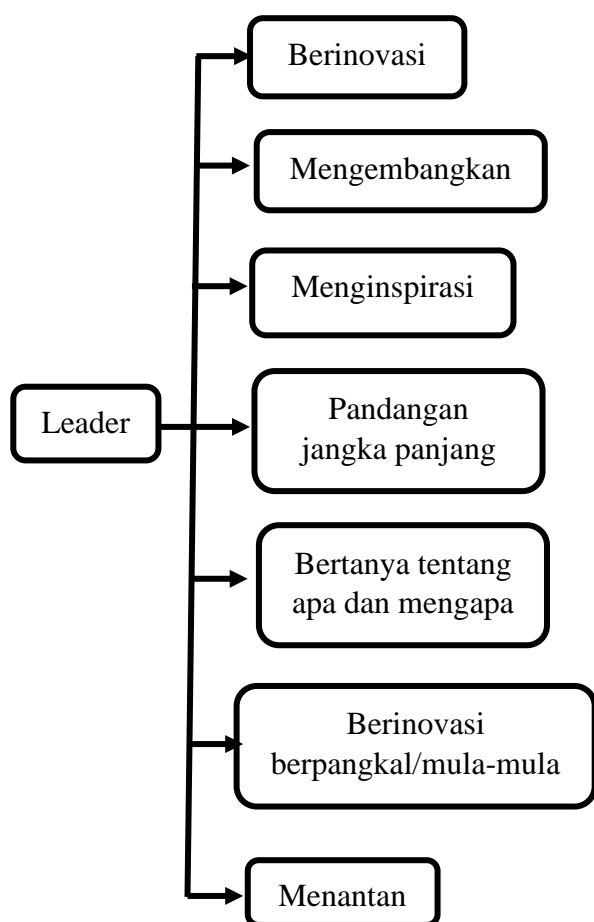 Berinovasi
Mengembangkan
Menginspirasi
Leader
Pandangan
jangka panjang
Bertanya tentang
apa dan mengapa
Berinovasi
berpangkal/mula-mula
Menantan